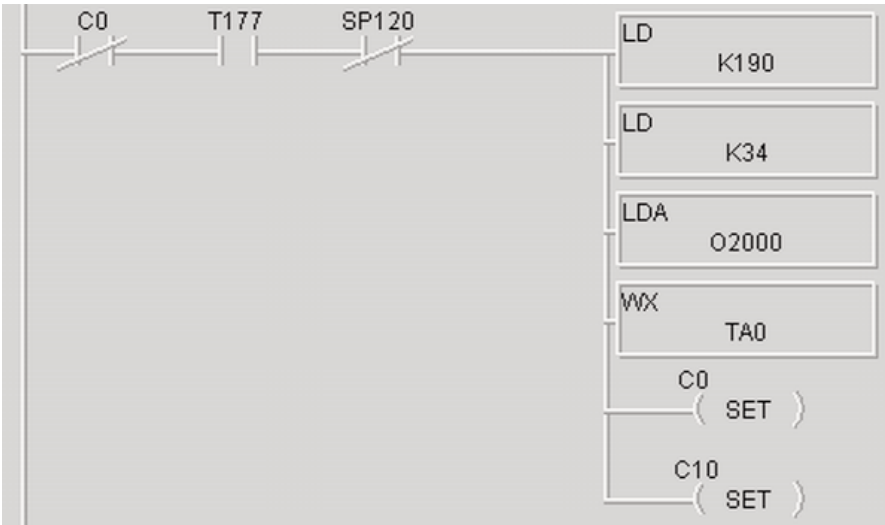 C0 T177 SP120
LD
K190
LD
K34
LDA
O2000
WX
TA0
C0
( SET )
C10
( SET )